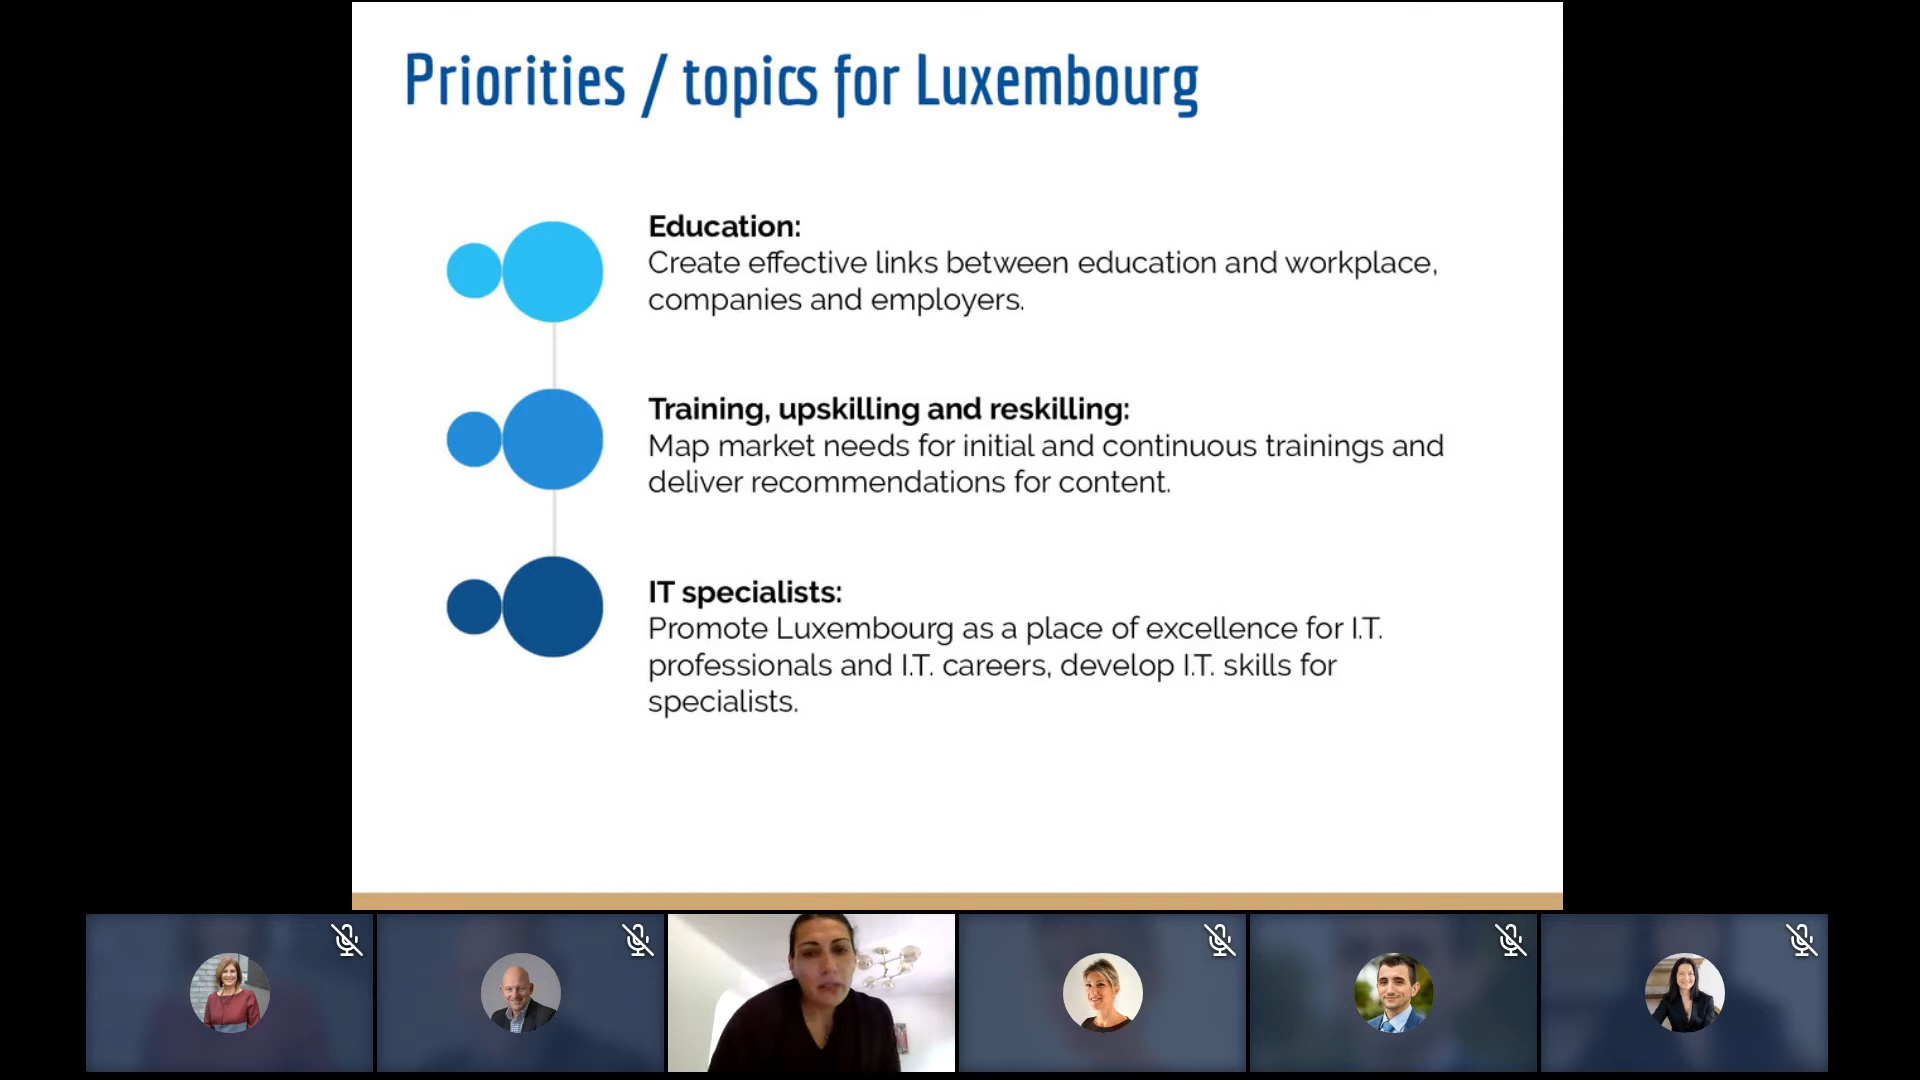 Priorities / topics for Luxembourg
Education:
Create effective links between education and workplace,
companies and employers.
Training, upskilling and reskilling:
Map market needs for initial and continuous trainings and
deliver recommendations for content.
IT specialists:
Promote Luxembourg as a place of excellence for I.T.
professionals and I.T. careers, develop I.T. skills for
specialists.